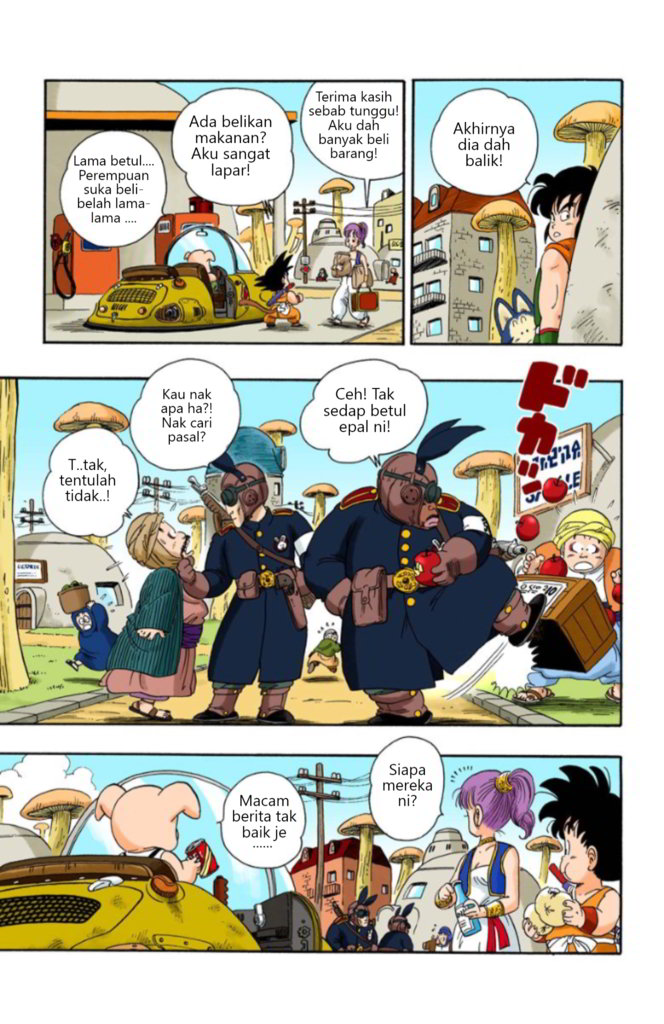 Lama betul....
Perempuan
suka beli-
belah lama-
lama ....
Ada belikan
makanan?
Aku sangat
lapar!
Terima kasih
sebab tunggu!
Aku dah
banyak beli
barang!
Akhirnya
dia dah
balik!
T..tak,
tentulah
tidak..!
Kau nak
apa ha?!
Nak cari
pasal?
Ceh! Tak
sedap betul
epal ni!
ドカッ
Macam
berita tak
baik je
......
Siapa
mereka
ni?